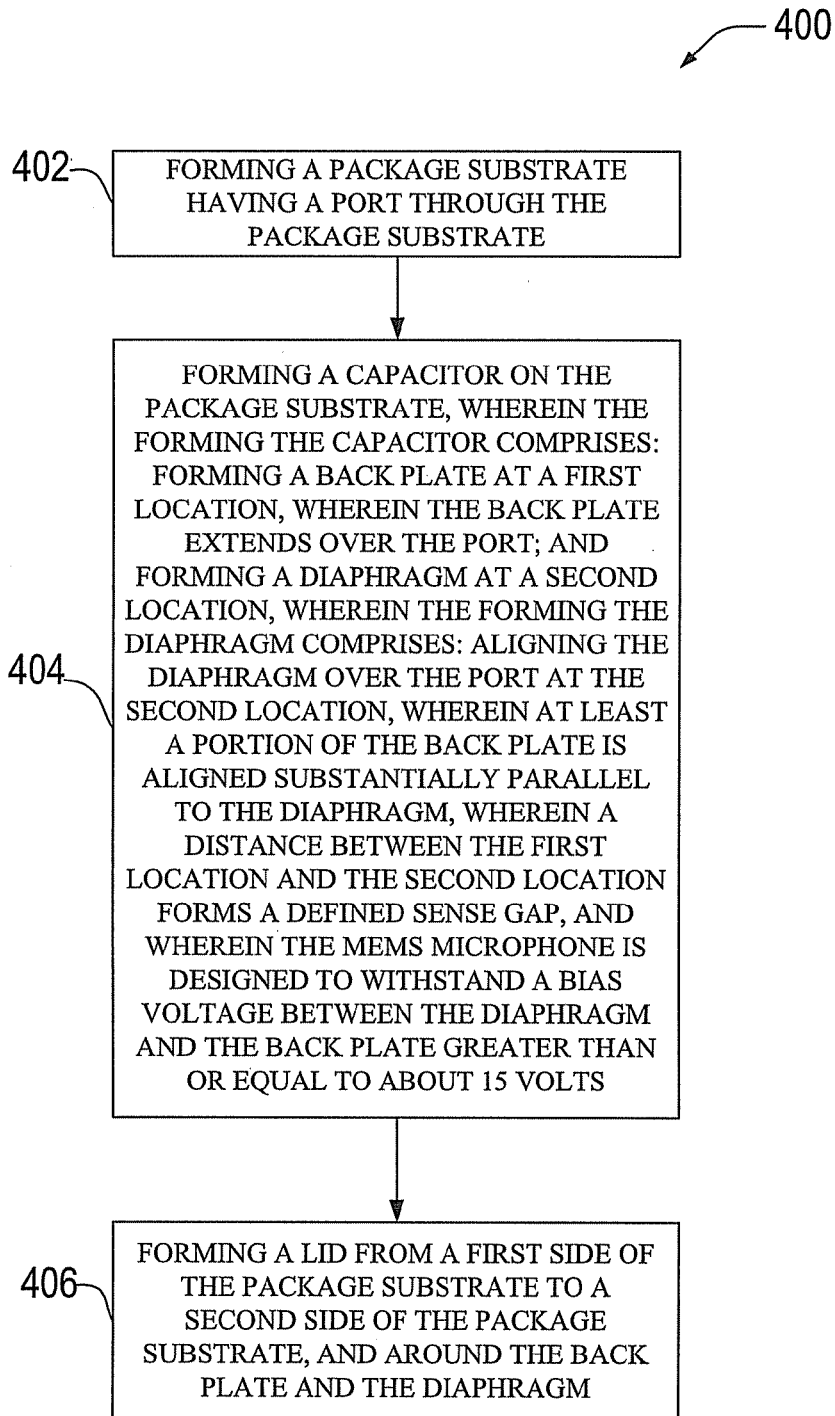 400
402
FORMING A PACKAGE SUBSTRATE
HAVING A PORT THROUGH THE
PACKAGE SUBSTRATE
404
FORMING A CAPACITOR ON THE
PACKAGE SUBSTRATE, WHEREIN THE
FORMING THE CAPACITOR COMPRISES:
FORMING A BACK PLATE AT A FIRST
LOCATION, WHEREIN THE BACK PLATE
EXTENDS OVER THE PORT; AND
FORMING A DIAPHRAGM AT A SECOND
LOCATION, WHEREIN THE FORMING THE
DIAPHRAGM COMPRISES: ALIGNING THE
DIAPHRAGM OVER THE PORT AT THE
SECOND LOCATION, WHEREIN AT LEAST
A PORTION OF THE BACK PLATE IS
ALIGNED SUBSTANTIALLY PARALLEL
TO THE DIAPHRAGM, WHEREIN A
DISTANCE BETWEEN THE FIRST
LOCATION AND THE SECOND LOCATION
FORMS A DEFINED SENSE GAP, AND
WHEREIN THE MEMS MICROPHONE IS
DESIGNED TO WITHSTAND A BIAS
VOLTAGE BETWEEN THE DIAPHRAGM
AND THE BACK PLATE GREATER THAN
OR EQUAL TO ABOUT 15 VOLTS
406
FORMING A LID FROM A FIRST SIDE OF
THE PACKAGE SUBSTRATE TO A
SECOND SIDE OF THE PACKAGE
SUBSTRATE, AND AROUND THE BACK
PLATE AND THE DIAPHRAGM